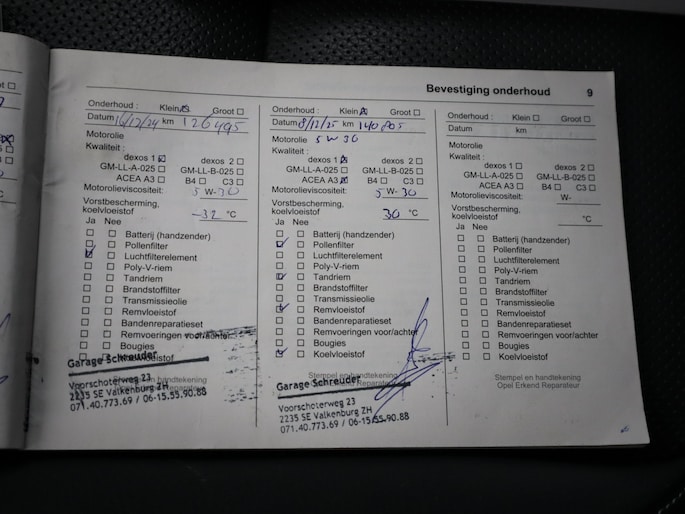 Bevestiging onderhoud 9
Onderhoud : Klein Groot
Datum 16/12/24 km 126495
Motorolie
Kwaliteit :
dexos 1 dexos 2
GM-LL-A-025 GM-LL-B-025
ACEA A3 B4 C3
Motorolieviscositeit: 5 W-30
Vorstbescherming,
koelvloeistof -32 °C
Ja Nee
Batterij (handzender)
Pollenfilter
Luchtfilterelement
Poly-V-riem
Tandriem
Brandstoffilter
Transmissieolie
Remvloeistof
Bandenreparatieset
Remvoeringen voor/achter
Bougies
Koelvloeistof
Garage Schreuder
Stempel en handtekening
Voorschoterweg 23
2235 SE Valkenburg ZH
071.40.773.69 / 06-15.55.90.88
Onderhoud : Klein Groot
Datum 8/12/25 km 140805
Motorolie 5 W 30
Kwaliteit :
dexos 1 dexos 2
GM-LL-A-025 GM-LL-B-025
ACEA A3 B4 C3
Motorolieviscositeit: 5 W-30
Vorstbescherming,
koelvloeistof 30 °C
Ja Nee
Batterij (handzender)
Pollenfilter
Luchtfilterelement
Poly-V-riem
Tandriem
Brandstoffilter
Transmissieolie
Remvloeistof
Bandenreparatieset
Remvoeringen voor/achter
Bougies
Koelvloeistof
Stempel en handtekening
Garage Schreuder
Voorschoterweg 23
2235 SE Valkenburg ZH
071.40.773.69 / 06-15.55.90.88
Onderhoud : Klein Groot
Datum km
Motorolie
Kwaliteit :
dexos 1 dexos 2
GM-LL-A-025 GM-LL-B-025
ACEA A3 B4 C3
Motorolieviscositeit: W-
Vorstbescherming,
koelvloeistof °C
Ja Nee
Batterij (handzender)
Pollenfilter
Luchtfilterelement
Poly-V-riem
Tandriem
Brandstoffilter
Transmissieolie
Remvloeistof
Bandenreparatieset
Remvoeringen voor/achter
Bougies
Koelvloeistof
Stempel en handtekening
Opel Erkend Reparateur